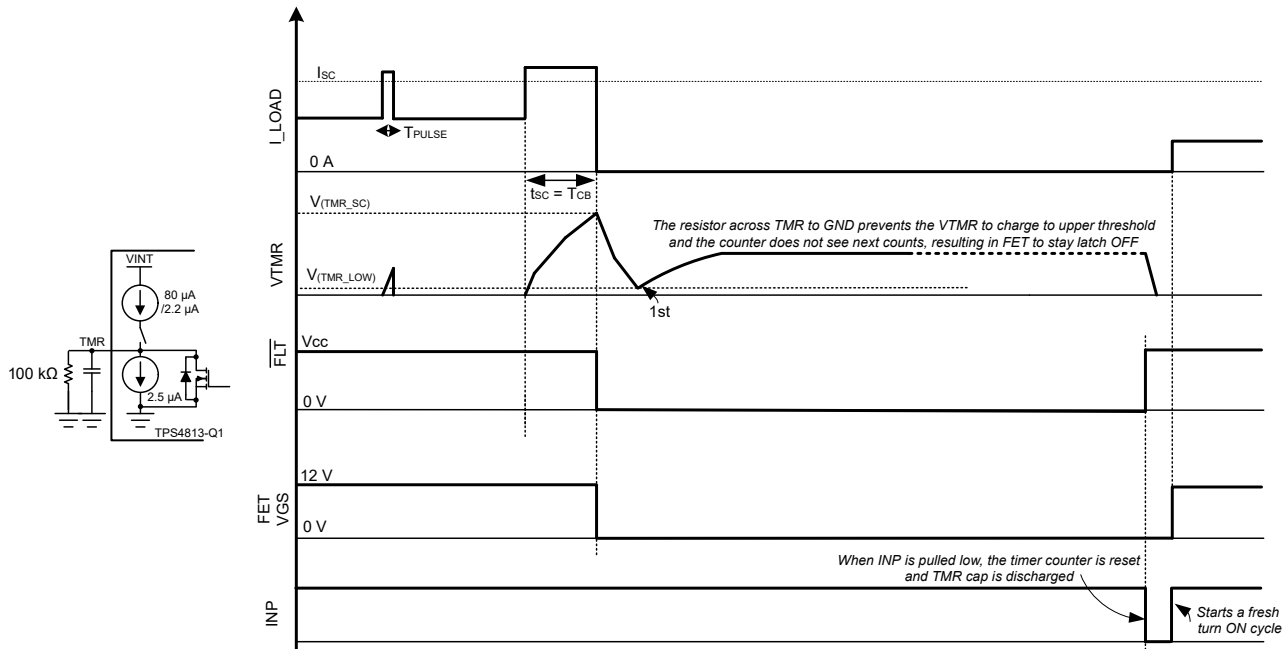 I_LOAD
ISC
TPULSE
0 A
tSC = TCB
VTMR
V(TMR_SC)
V(TMR_LOW)
The resistor across TMR to GND prevents the VTMR to charge to upper threshold
and the counter does not see next counts, resulting in FET to stay latch OFF
1st
VINT
80 µA
/2.2 µA
TMR
100 kΩ
2.5 µA
TPS4813-Q1
FLT
Vcc
0 V
FET
VGS
12 V
0 V
When INP is pulled low, the timer counter is reset
and TMR cap is discharged
INP
Starts a fresh
turn ON cycle